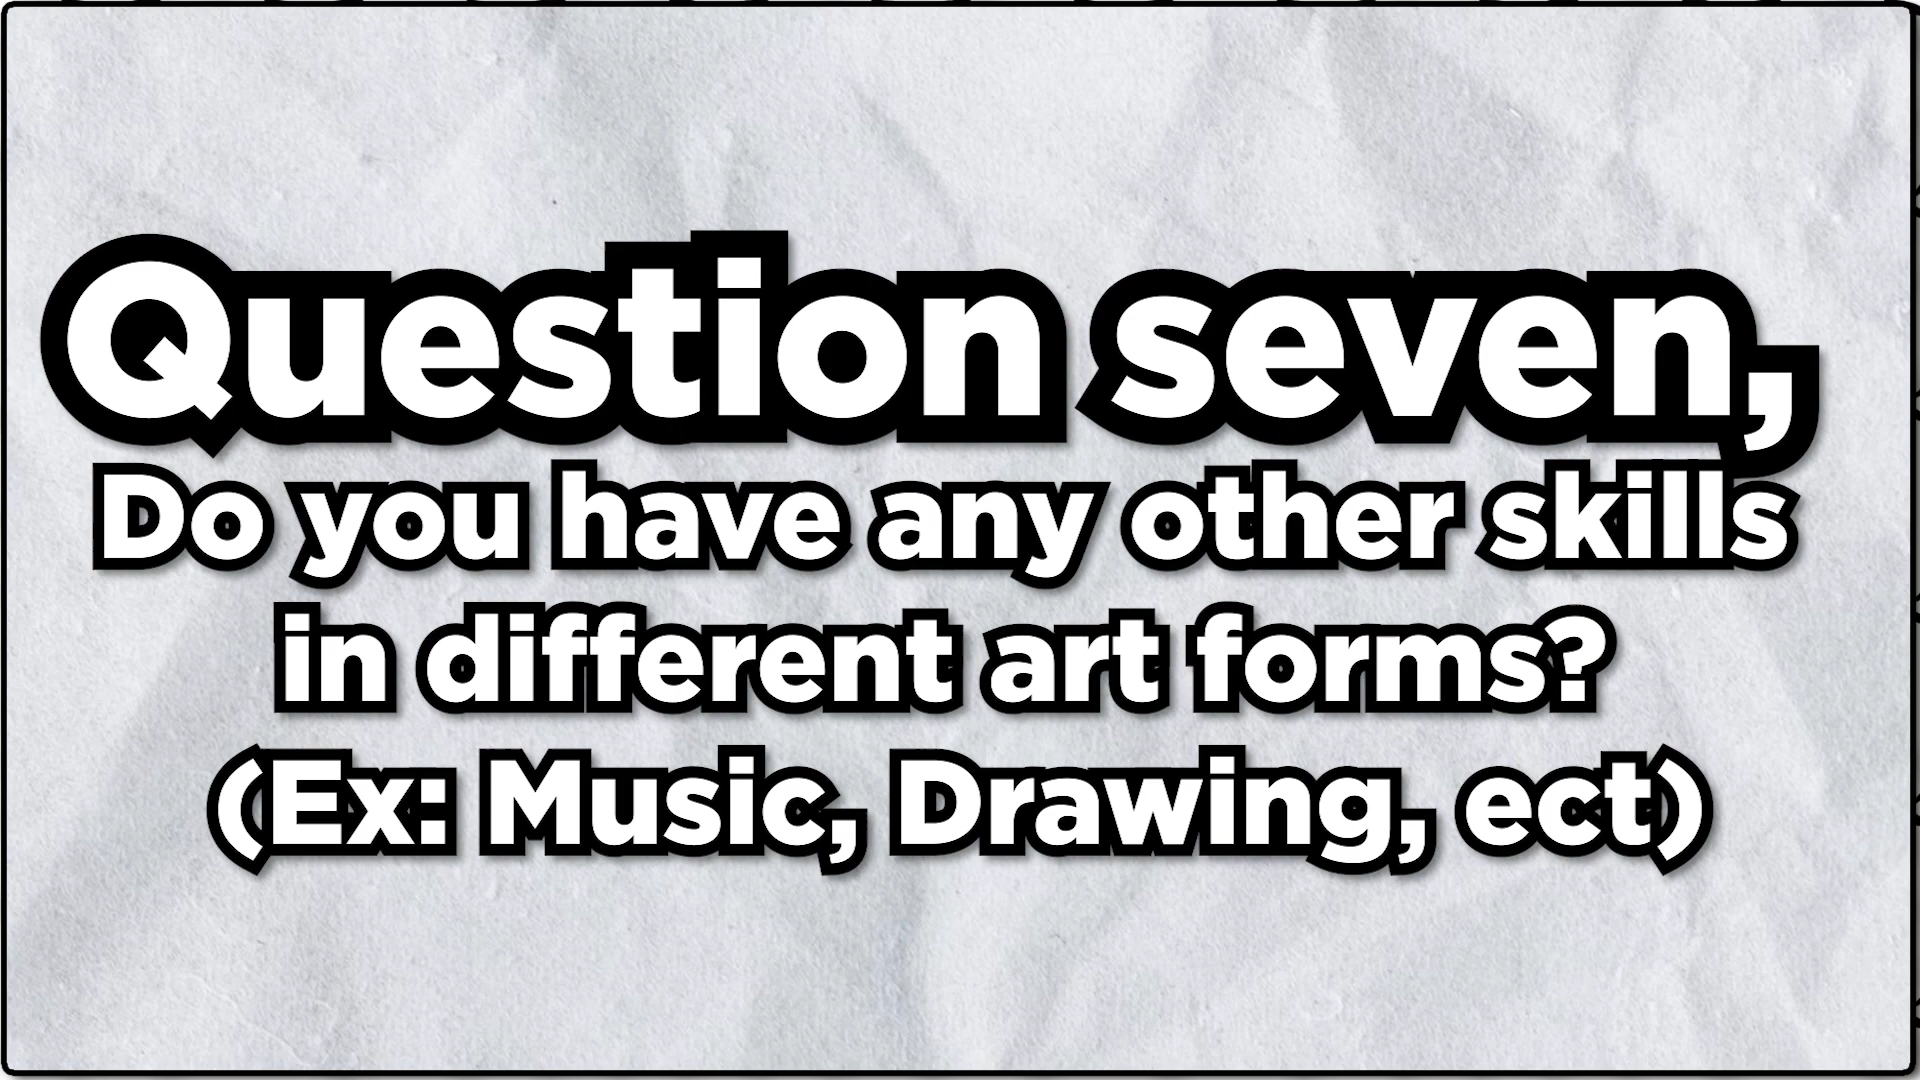 Question seven,
Do you have any other skills
in different art forms?
(Ex: Music, Drawing, ect)